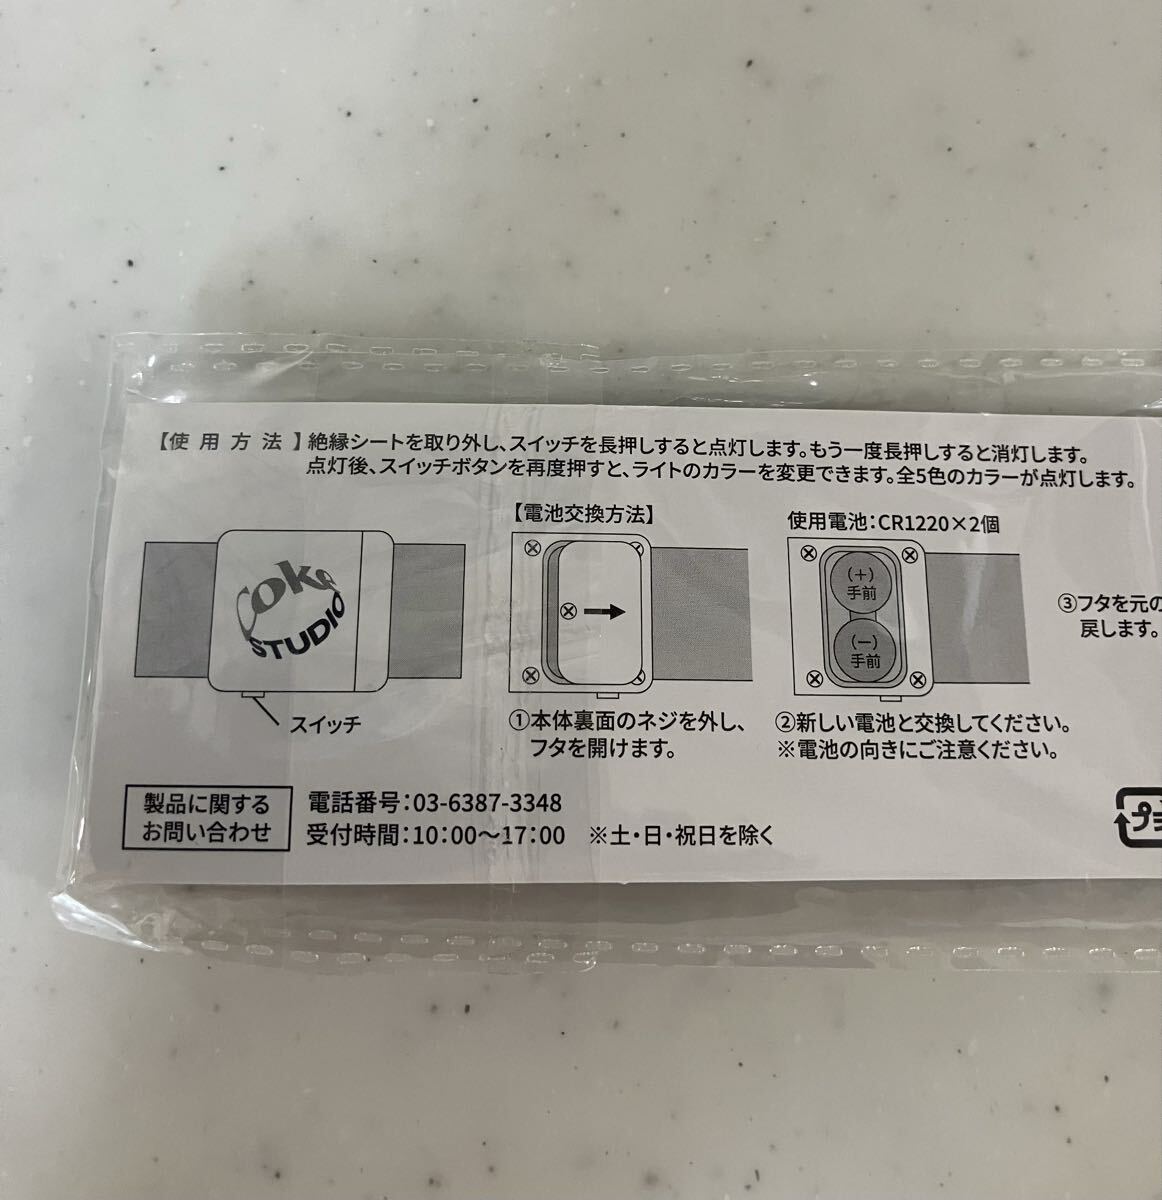 【使用方法】絶縁シートを取り外し、スイッチを長押しすると点灯します。もう一度長押しすると消灯します。
点灯後、スイッチボタンを再度押すと、ライトのカラーを変更できます。全5色のカラーが点灯します。
Coke
STUDIO
スイッチ
【電池交換方法】
①本体裏面のネジを外し、
フタを開けます。
使用電池：CR1220×2個
(＋)
手前
(ー)
手前
②新しい電池と交換してください。
※電池の向きにご注意ください。
③フタを元の
戻します。
製品に関する
お問い合わせ
電話番号：03-6387-3348
受付時間：10：00〜17：00　※土・日・祝日を除く
プラ